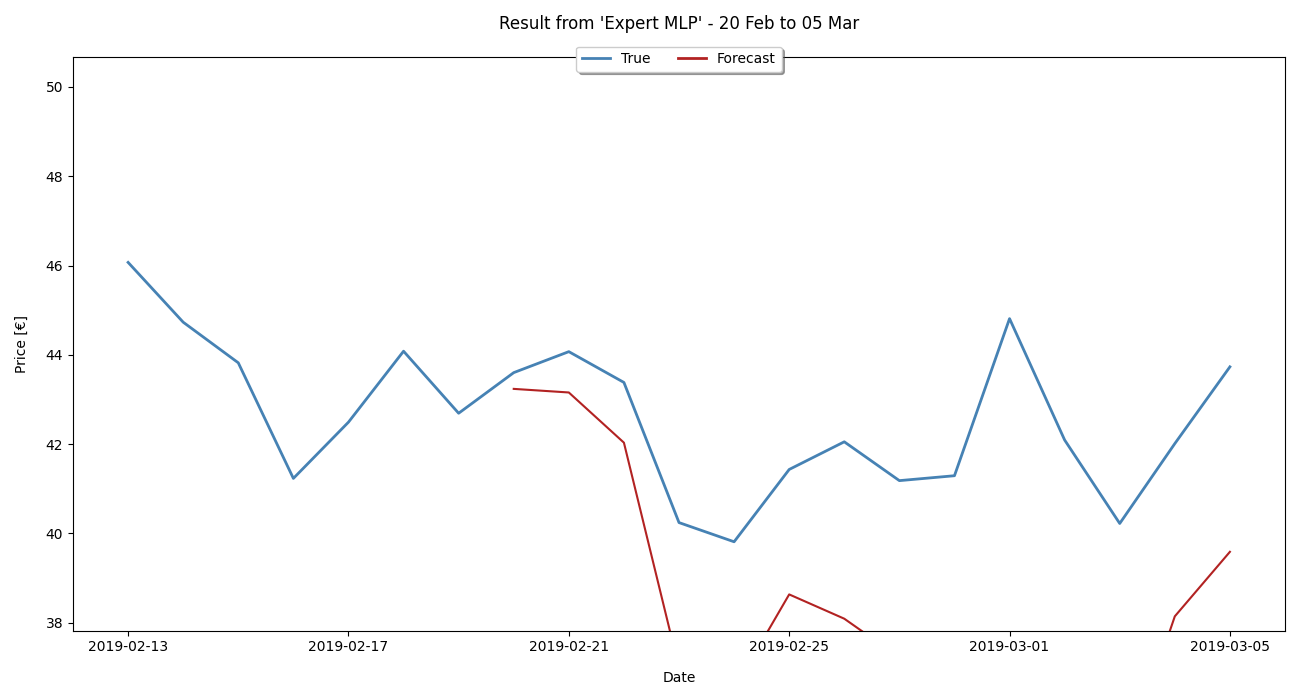 Result from 'Expert MLP' - 20 Feb to 05 Mar
True Forecast
50
48
46
44
42
40
38
Price [€]
2019-02-13 2019-02-17 2019-02-21 2019-02-25 2019-03-01 2019-03-05
Date